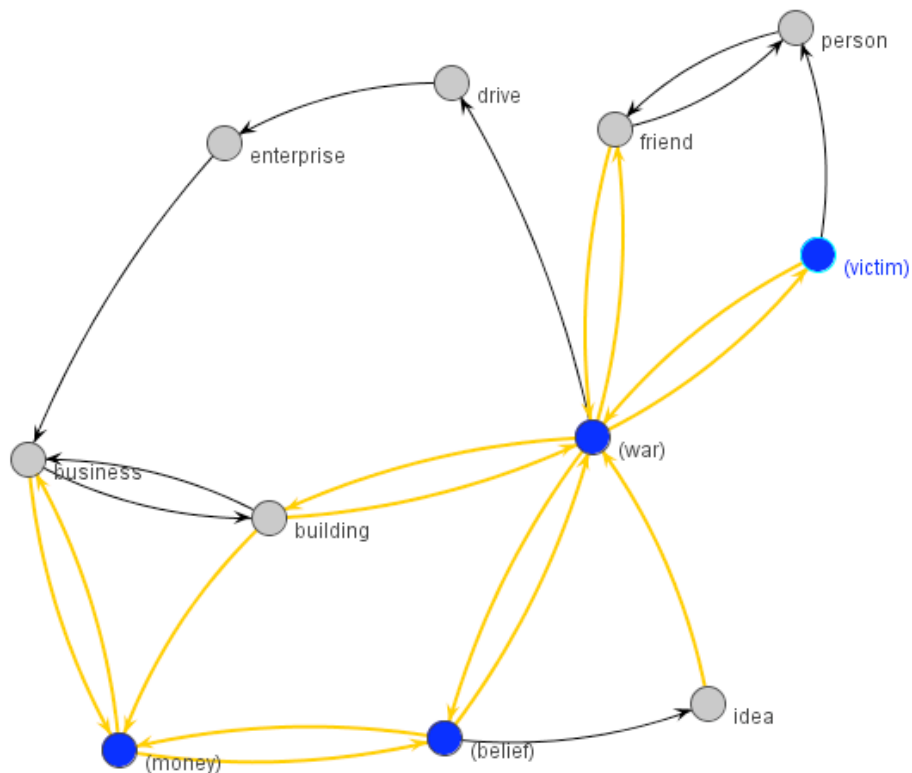 person
drive
friend
enterprise
(victim)
(war)
business
building
idea
(belief)
(money)